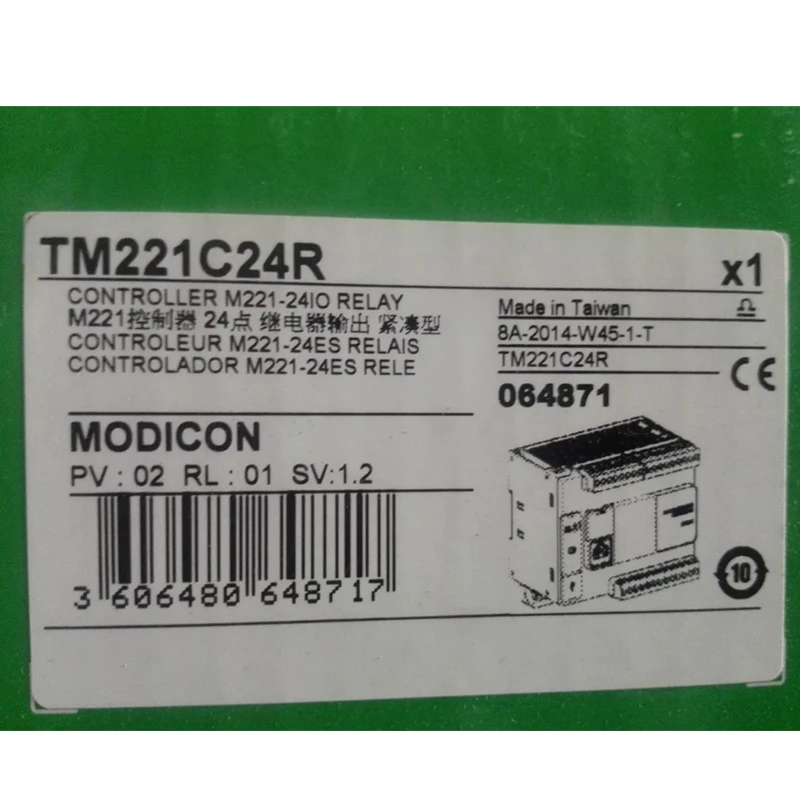 TM221C24R
x1
CONTROLLER M221-24IO RELAY
M221控制器 24点 继电器输出 紧凑型
CONTROLEUR M221-24ES RELAIS
CONTROLADOR M221-24ES RELE
Made in Taiwan
8A-2014-W45-1-T
TM221C24R
064871
CE
MODICON
PV : 02 RL : 01 SV:1.2
3 606480 648717
10